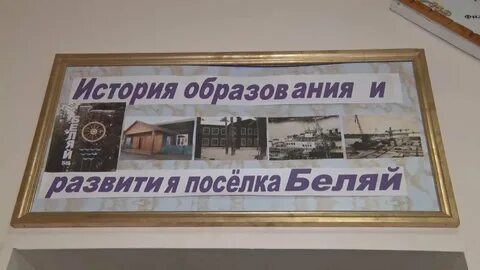 История образования и
БЕЛЯЙ
развития посёлка Беляй